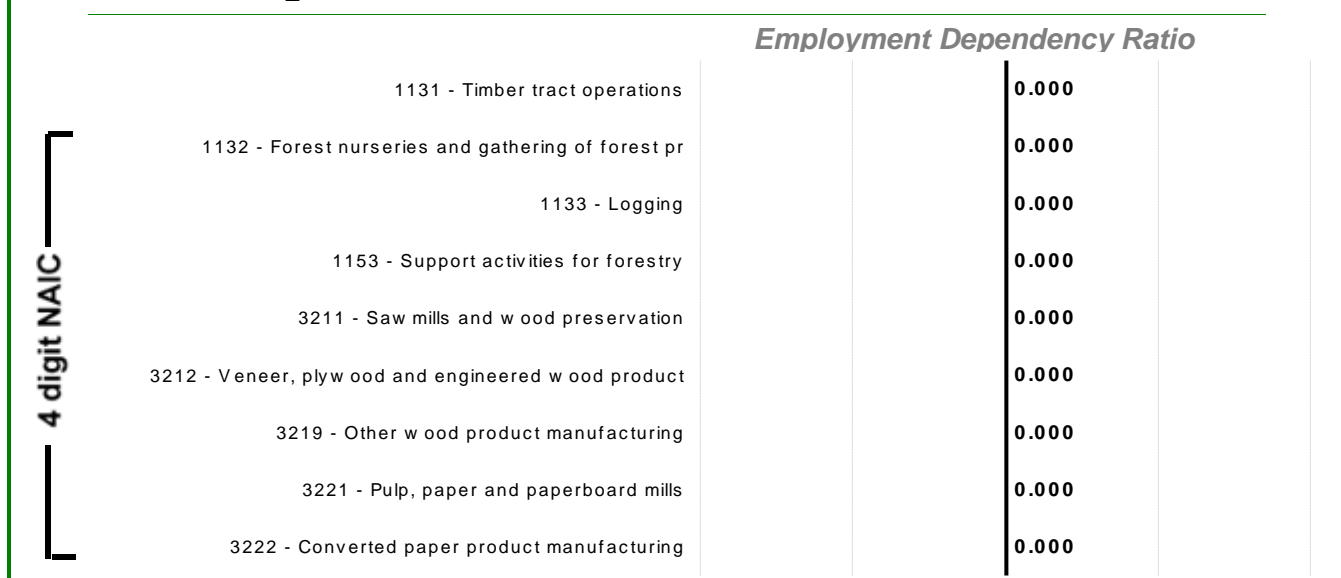 Employment Dependency Ratio
1131 - Timber tract operations 0.000
1132 - Forest nurseries and gathering of forest pr 0.000
1133 - Logging 0.000
1153 - Support activities for forestry 0.000
3211 - Saw mills and w ood preservation 0.000
3212 - Veneer, plyw ood and engineered w ood product 0.000
3219 - Other w ood product manufacturing 0.000
3221 - Pulp, paper and paperboard mills 0.000
3222 - Converted paper product manufacturing 0.000
4 digit NAIC